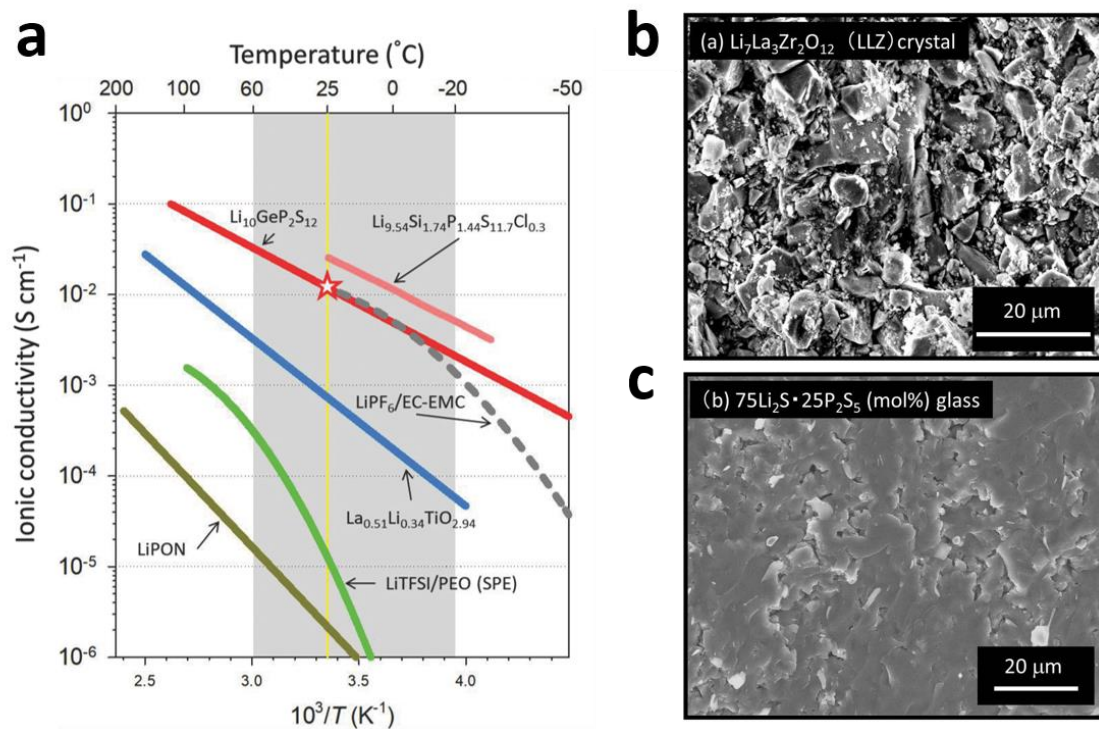 a
Temperature (˚C)
200 100 60 25 0 -20 -50
10⁰
10⁻¹
10⁻²
10⁻³
10⁻⁴
10⁻⁵
10⁻⁶
Ionic conductivity (S cm⁻¹)
Li₁₀GeP₂S₁₂
Li₉.₅₄Si₁.₇₄P₁.₄₄S₁₁.₇Cl₀.₃
LiPF₆/EC-EMC
La₀.₅₁Li₀.₃₄TiO₂.₉₄
LiPON
LiTFSI/PEO (SPE)
2.5 3.0 3.5 4.0
10³/T (K⁻¹)
b
(a) Li₇La₃Zr₂O₁₂ (LLZ) crystal
20 μm
c
(b) 75Li₂S・25P₂S₅ (mol%) glass
20 μm